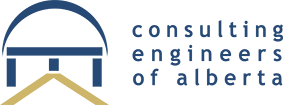 consulting
engineers
of alberta